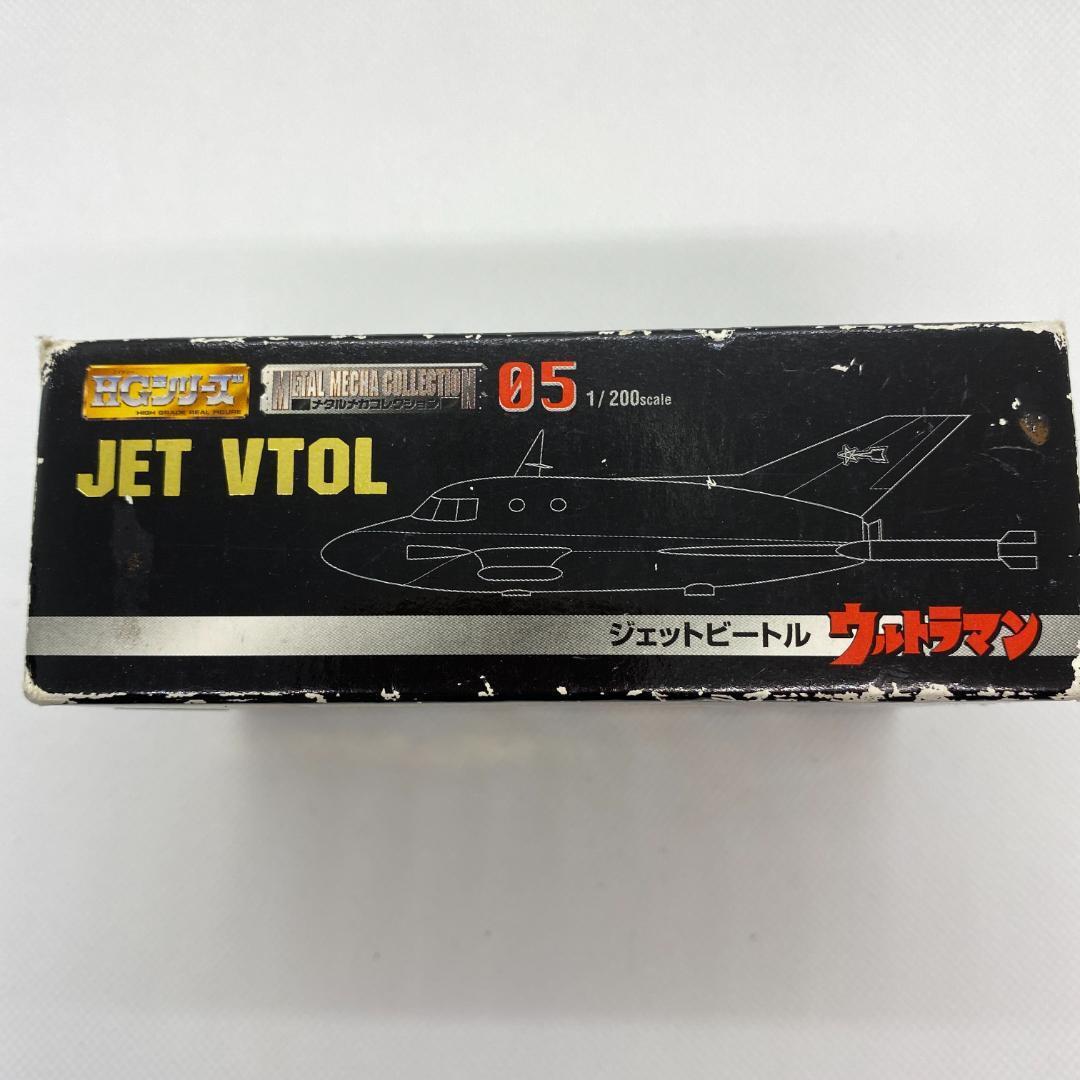 HGシリーズ
HIGH GRADE REAL FIGURE
METAL MECHA COLLECTION
メタルメカコレクション
05
1/200scale
JET VTOL
ジェットビートル
ウルトラマン